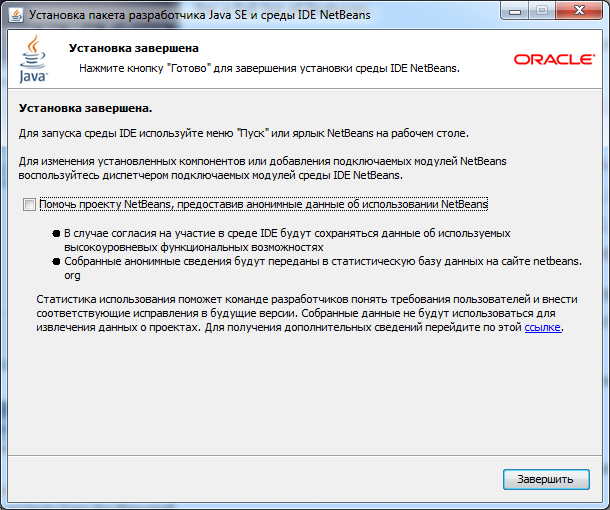 Установка пакета разработчика Java SE и среды IDE NetBeans
Java™
Установка завершена
Нажмите кнопку "Готово" для завершения установки среды IDE NetBeans.
ORACLE
Установка завершена.
Для запуска среды IDE используйте меню "Пуск" или ярлык NetBeans на рабочем столе.
Для изменения установленных компонентов или добавления подключаемых модулей NetBeans
воспользуйтесь диспетчером подключаемых модулей среды IDE NetBeans.
Помочь проекту NetBeans, предоставив анонимные данные об использовании NetBeans
В случае согласия на участие в среде IDE будут сохраняться данные об используемых
высокоуровневых функциональных возможностях
Собранные анонимные сведения будут переданы в статистическую базу данных на сайте netbeans.
org
Статистика использования поможет команде разработчиков понять требования пользователей и внести
соответствующие исправления в будущие версии. Собранные данные не будут использоваться для
извлечения данных о проектах. Для получения дополнительных сведений перейдите по этой ссылке.
Завершить